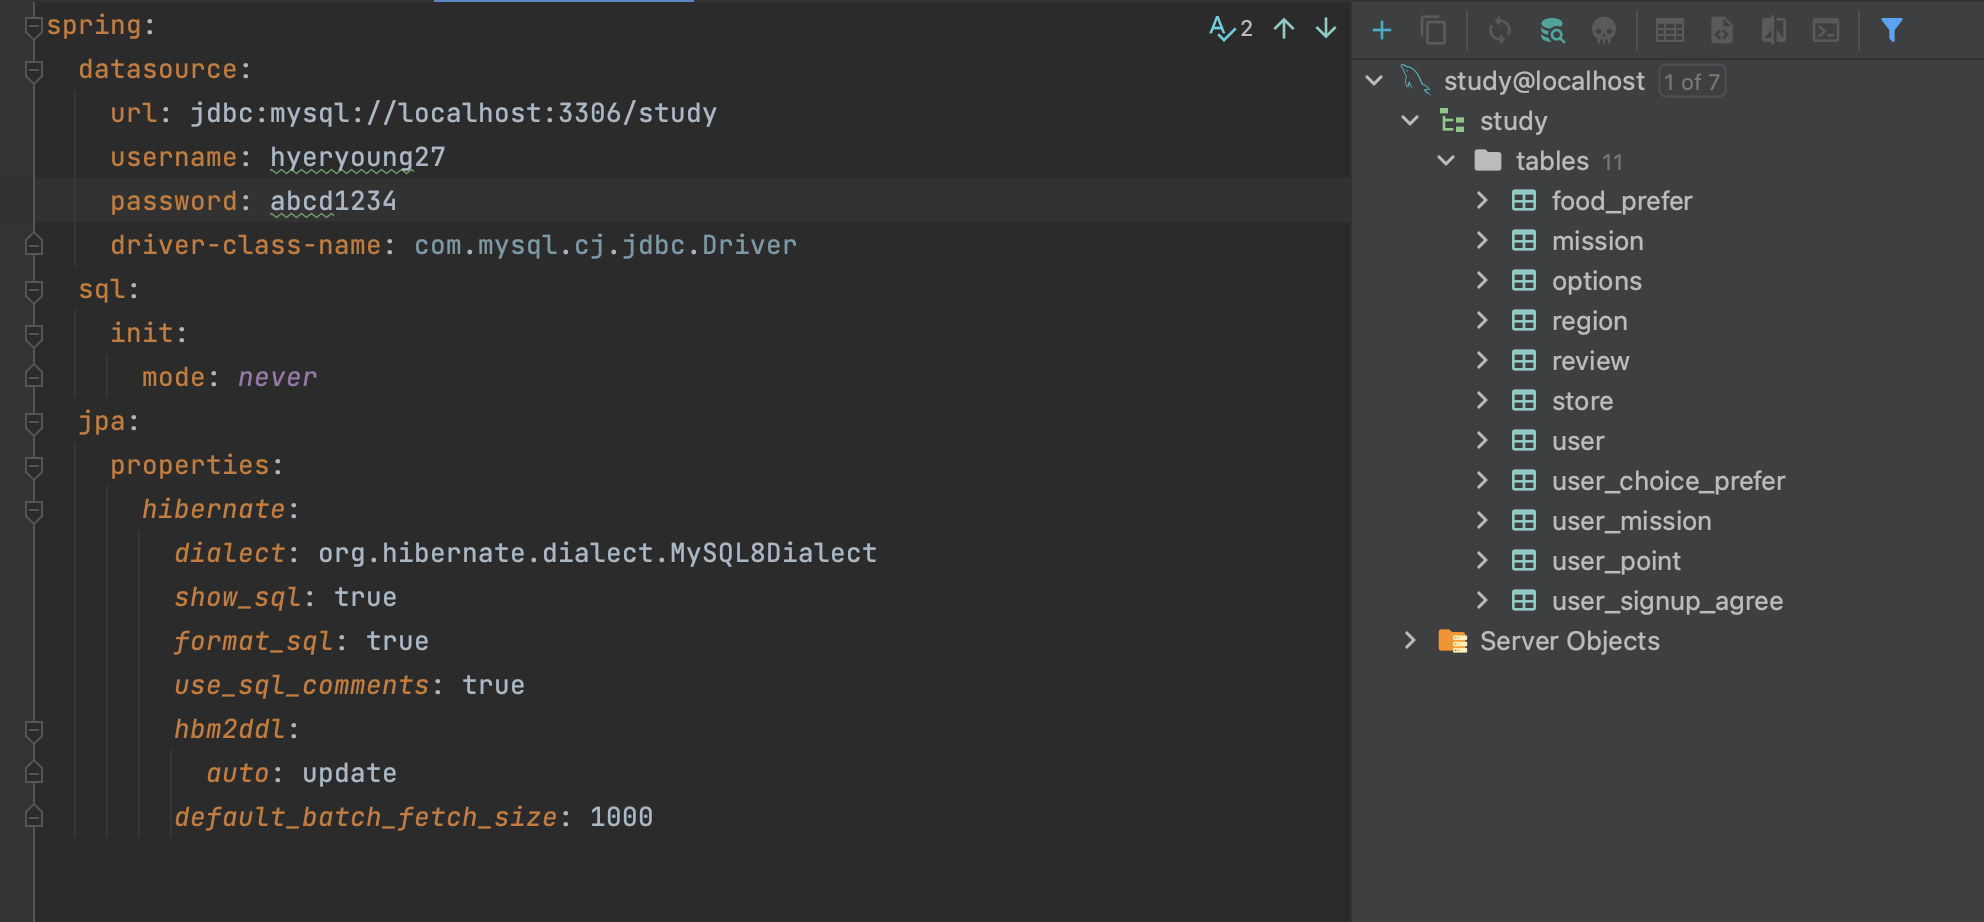 spring:
datasource:
url: jdbc:mysql://localhost:3306/study
username: hyeryoung27
password: abcd1234
driver-class-name: com.mysql.cj.jdbc.Driver
sql:
init:
mode: never
jpa:
properties:
hibernate:
dialect: org.hibernate.dialect.MySQL8Dialect
show_sql: true
format_sql: true
use_sql_comments: true
hbm2ddl:
auto: update
default_batch_fetch_size: 1000
2
study@localhost 1 of 7
study
tables 11
food_prefer
mission
options
region
review
store
user
user_choice_prefer
user_mission
user_point
user_signup_agree
Server Objects